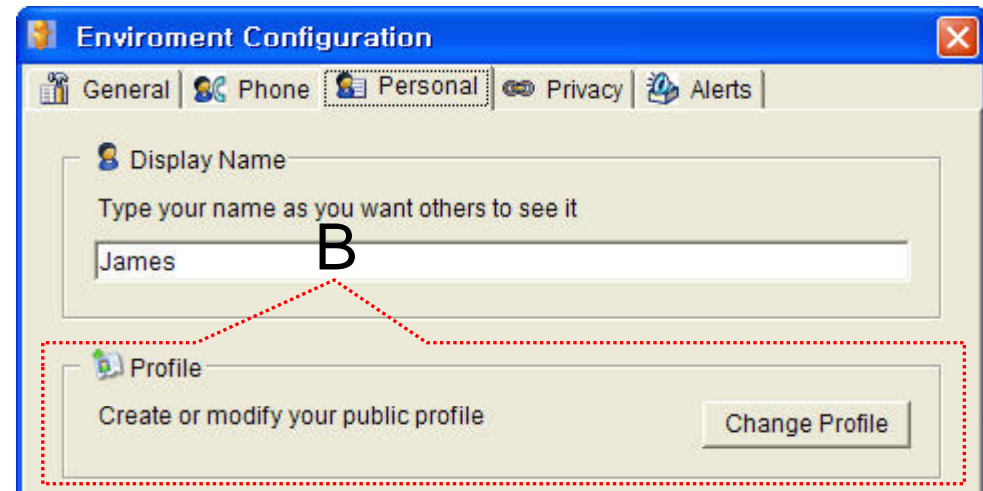 Enviroment Configuration
General Phone Personal Privacy Alerts
Display Name
Type your name as you want others to see it
B
James
Profile
Create or modify your public profile
Change Profile